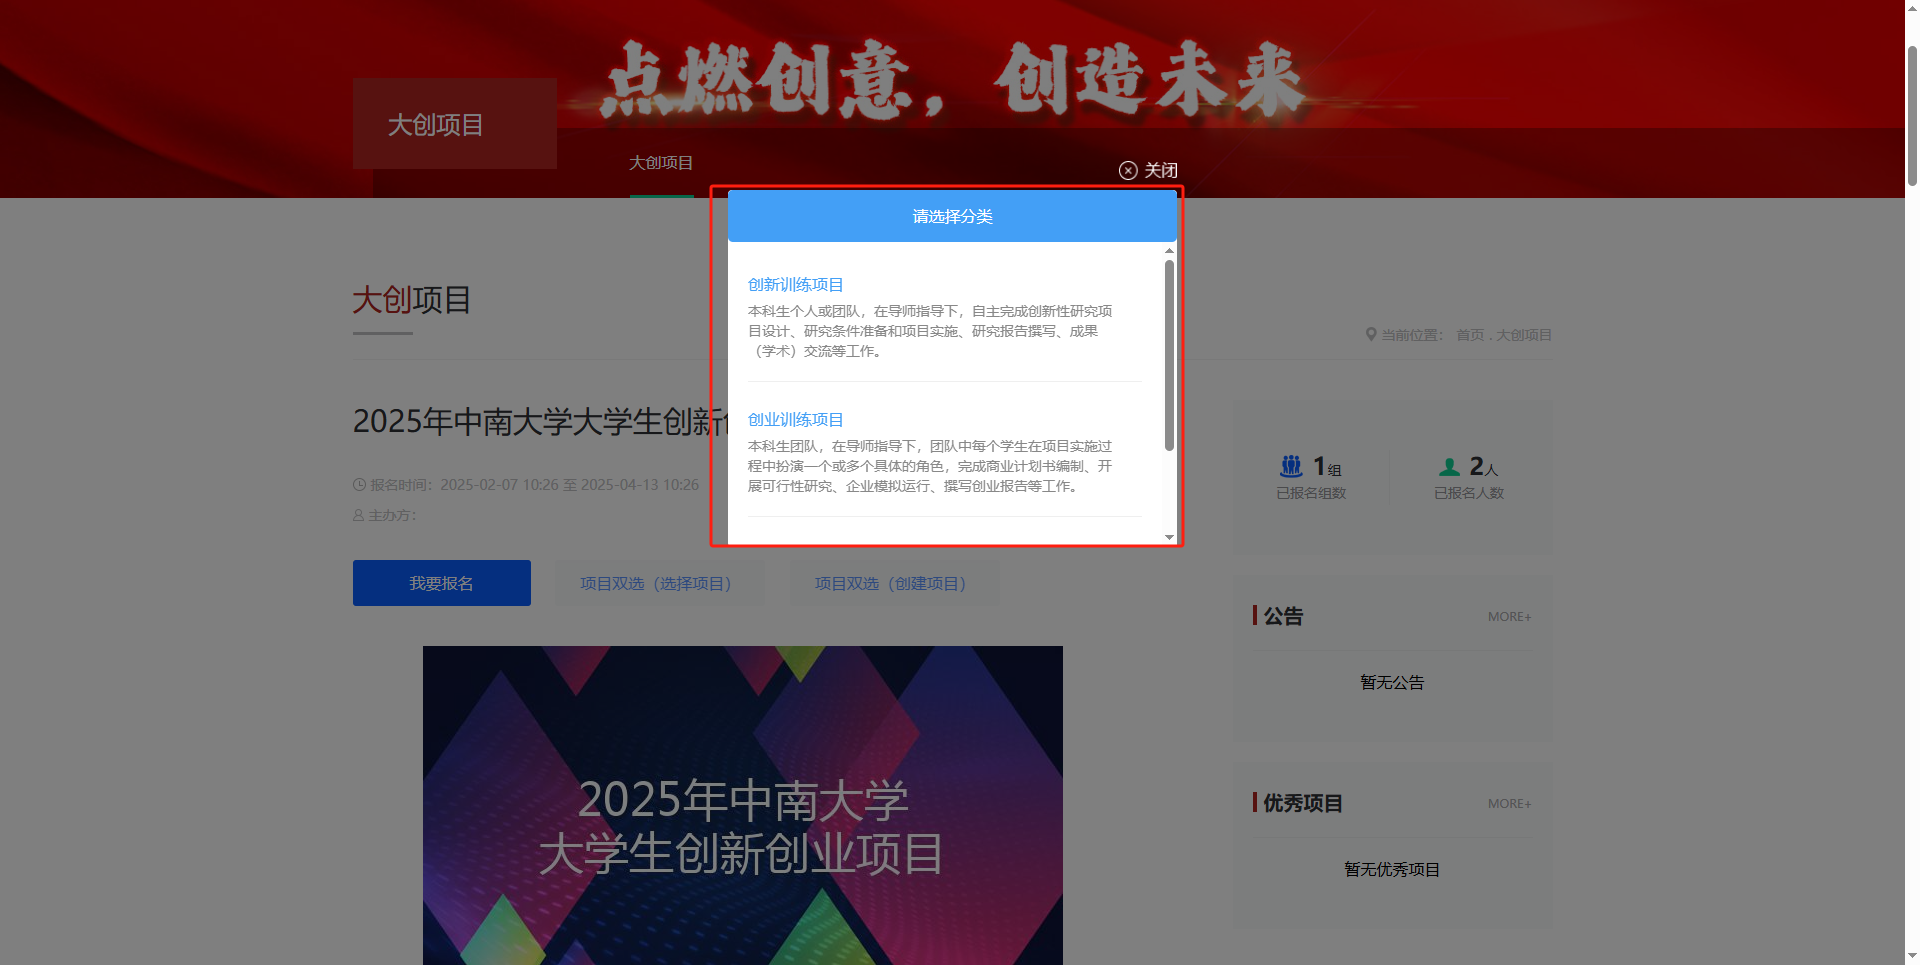 点燃创意，创造未来
大创项目
大创项目
关闭
请选择分类
创新训练项目
本科生个人或团队，在导师指导下，自主完成创新性研究项
目设计、研究条件准备和项目实施、研究报告撰写、成果
（学术）交流等工作。
创业训练项目
本科生团队，在导师指导下，团队中每个学生在项目实施过
程中扮演一个或多个具体的角色，完成商业计划书编制、开
展可行性研究、企业模拟运行、撰写创业报告等工作。
大创项目
当前位置： 首页 . 大创项目
2025年中南大学大学生创新
报名时间：2025-02-07 10:26 至 2025-04-13 10:26
主办方：
我要报名
项目双选（选择项目）
项目双选（创建项目）
1组
已报名组数
2人
已报名人数
公告
MORE+
暂无公告
优秀项目
MORE+
暂无优秀项目
2025年中南大学
大学生创新创业项目